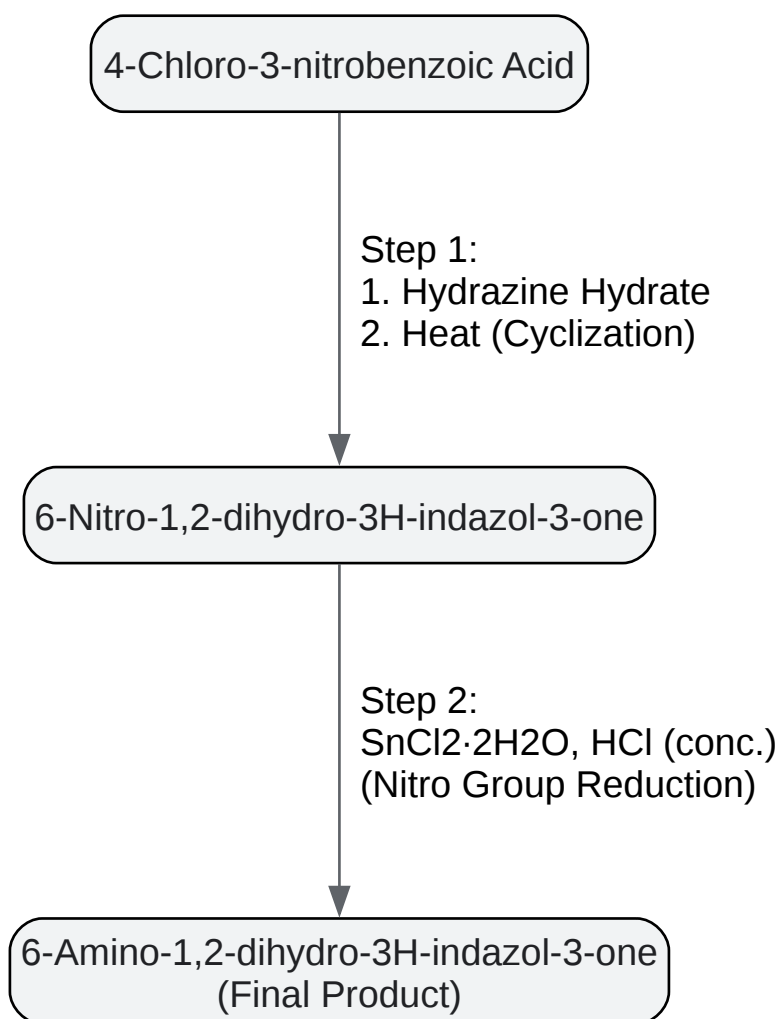 4-Chloro-3-nitrobenzoic Acid
Step 1:
1. Hydrazine Hydrate
2. Heat (Cyclization)
6-Nitro-1,2-dihydro-3H-indazol-3-one
Step 2:
SnCl2·2H2O, HCl (conc.)
(Nitro Group Reduction)
6-Amino-1,2-dihydro-3H-indazol-3-one
(Final Product)